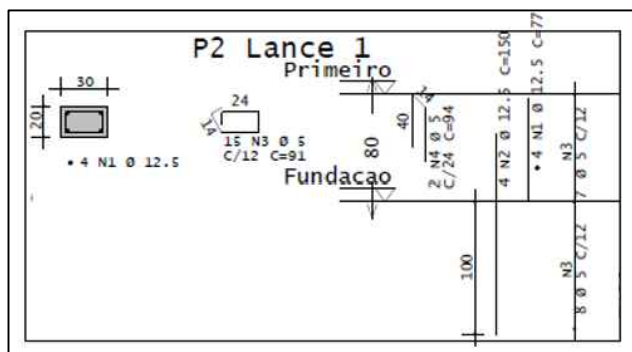 P2 Lance 1
Primeiro
30
20
• 4 N1 Ø 12.5
24
14
15 N3 Ø 5
C/12 C=91
80
Fundacao
40
14
2 N4 Ø 5
C/24 C=94
4 N2 Ø 12.5 C=150
• 4 N1 Ø 12.5 C=77
N3
7 Ø 5 C/12
100
N3
8 Ø 5 C/12